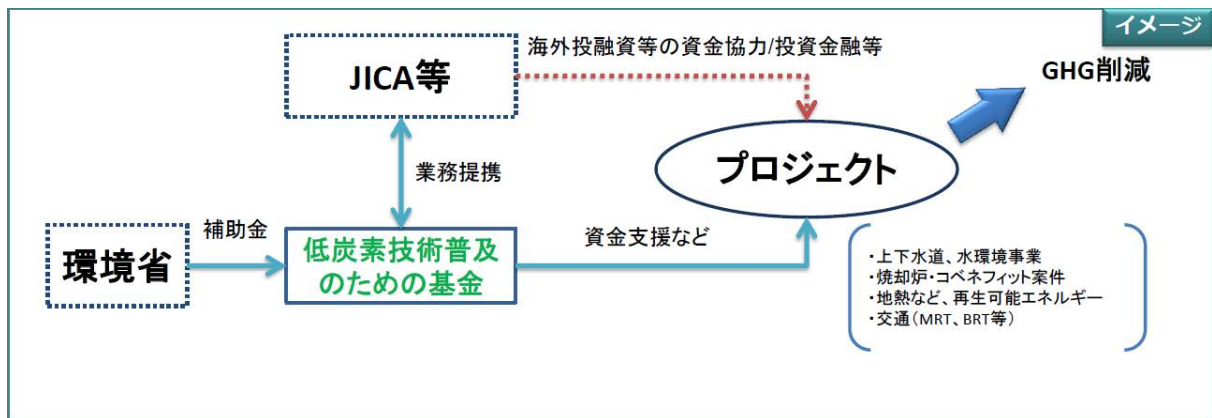 イメージ
海外投融資等の資金協力/投資金融等
JICA等
GHG削減
プロジェクト
業務提携
補助金
環境省
低炭素技術普及
のための基金
資金支援など
・上下水道、水環境事業
・焼却炉・コベネフィット案件
・地熱など、再生可能エネルギー
・交通（MRT、BRT等）